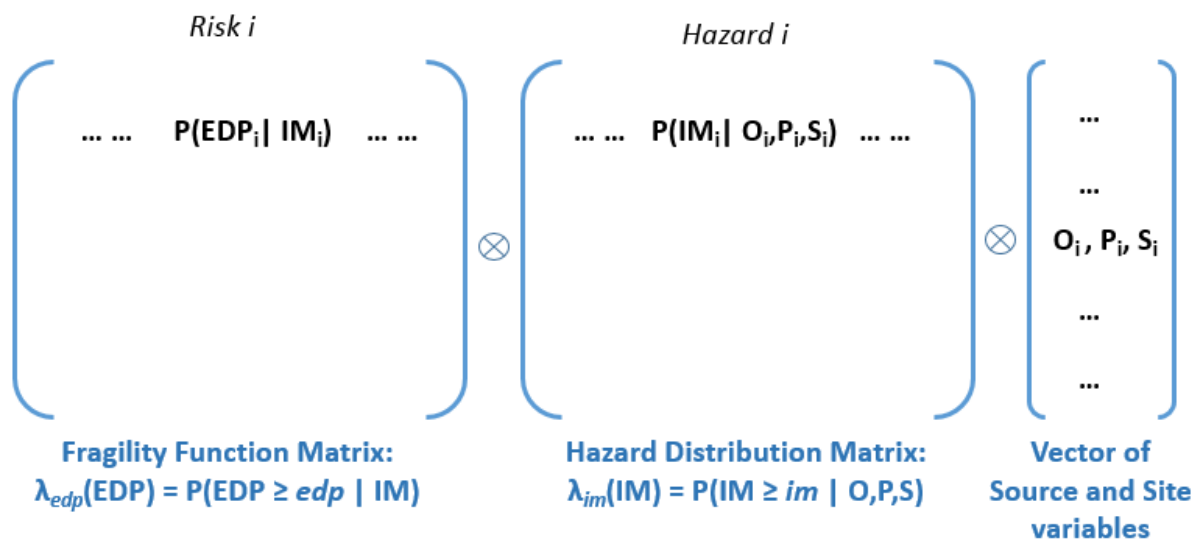 Risk i
Hazard i
... ... P(EDPi| IMi) ... ...
... ... P(IMi| Oi,Pi,Si) ... ...
...
...
Oi , Pi, Si
...
...
⊗
⊗
Fragility Function Matrix:
λedp(EDP) = P(EDP ≥ edp | IM)
Hazard Distribution Matrix:
λim(IM) = P(IM ≥ im | O,P,S)
Vector of
Source and Site
variables